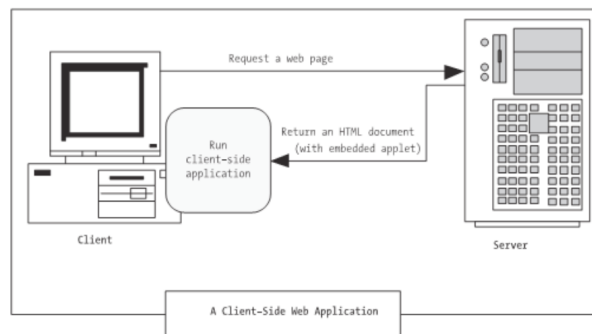 Request a web page
Return an HTML document
(with embedded applet)
Run
client-side
application
Client
Server
A Client-Side Web Application